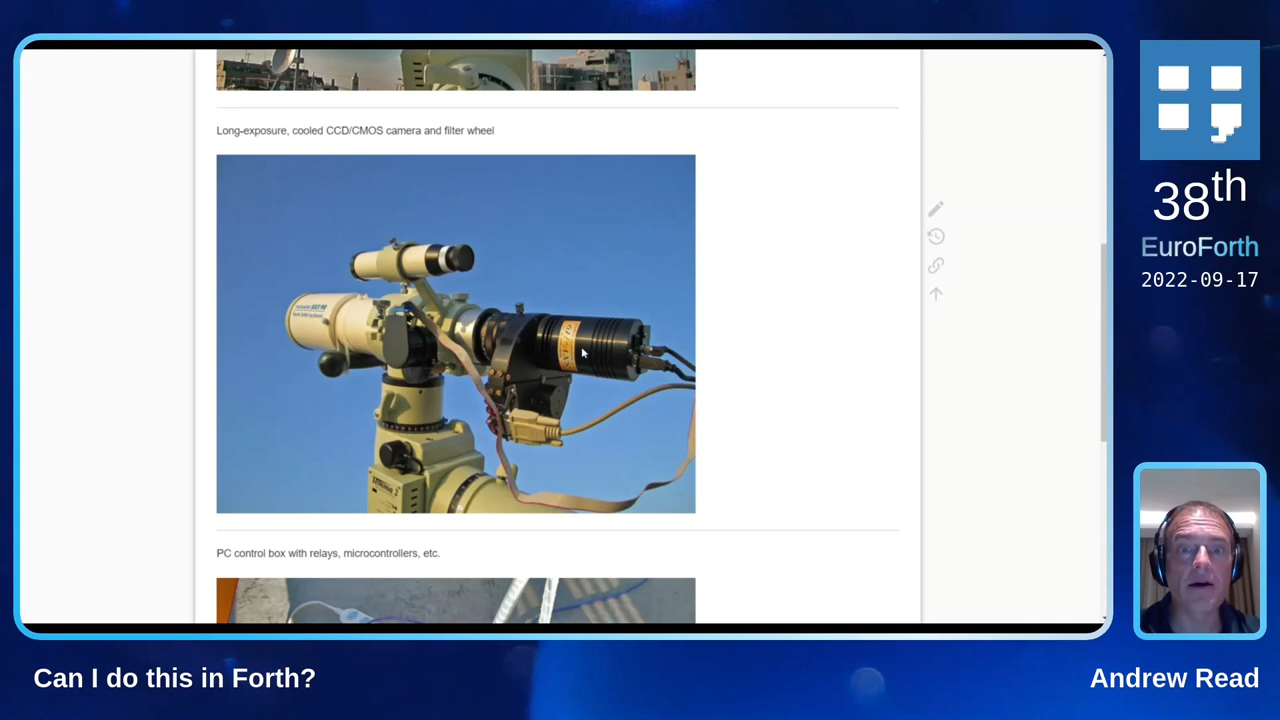 Long-exposure, cooled CCD/CMOS camera and filter wheel
PC control box with relays, microcontrollers, etc.
38th
EuroForth
2022-09-17
Can I do this in Forth?
Andrew Read